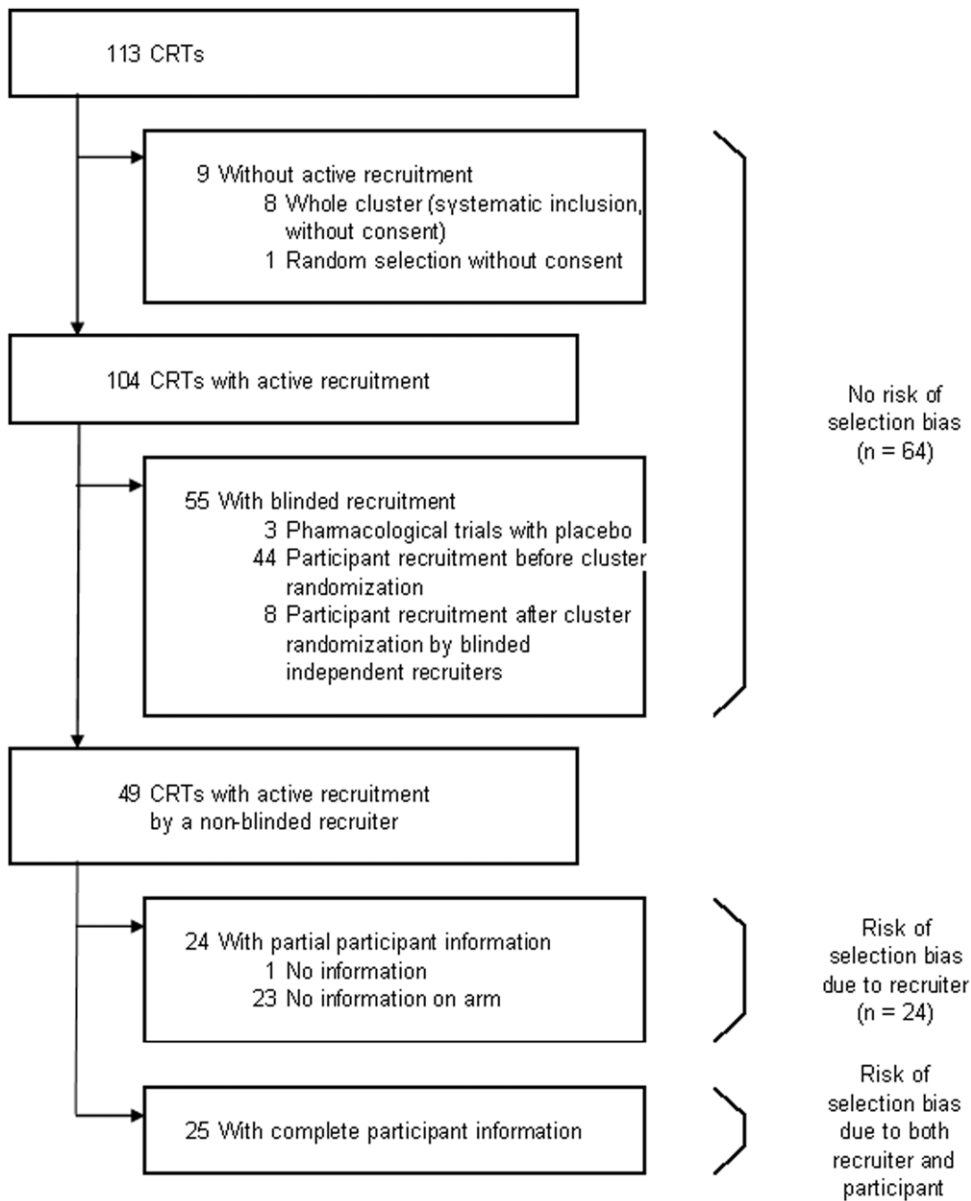 113 CRTs
9 Without active recruitment
8 Whole cluster (systematic inclusion,
without consent)
1 Random selection without consent
104 CRTs with active recruitment
No risk of
selection bias
(n = 64)
55 With blinded recruitment
3 Pharmacological trials with placebo
44 Participant recruitment before cluster
randomization
8 Participant recruitment after cluster
randomization by blinded
independent recruiters
49 CRTs with active recruitment
by a non-blinded recruiter
24 With partial participant information
1 No information
23 No information on arm
Risk of
selection bias
due to recruiter
(n = 24)
25 With complete participant information
Risk of
selection bias
due to both
recruiter and
participant